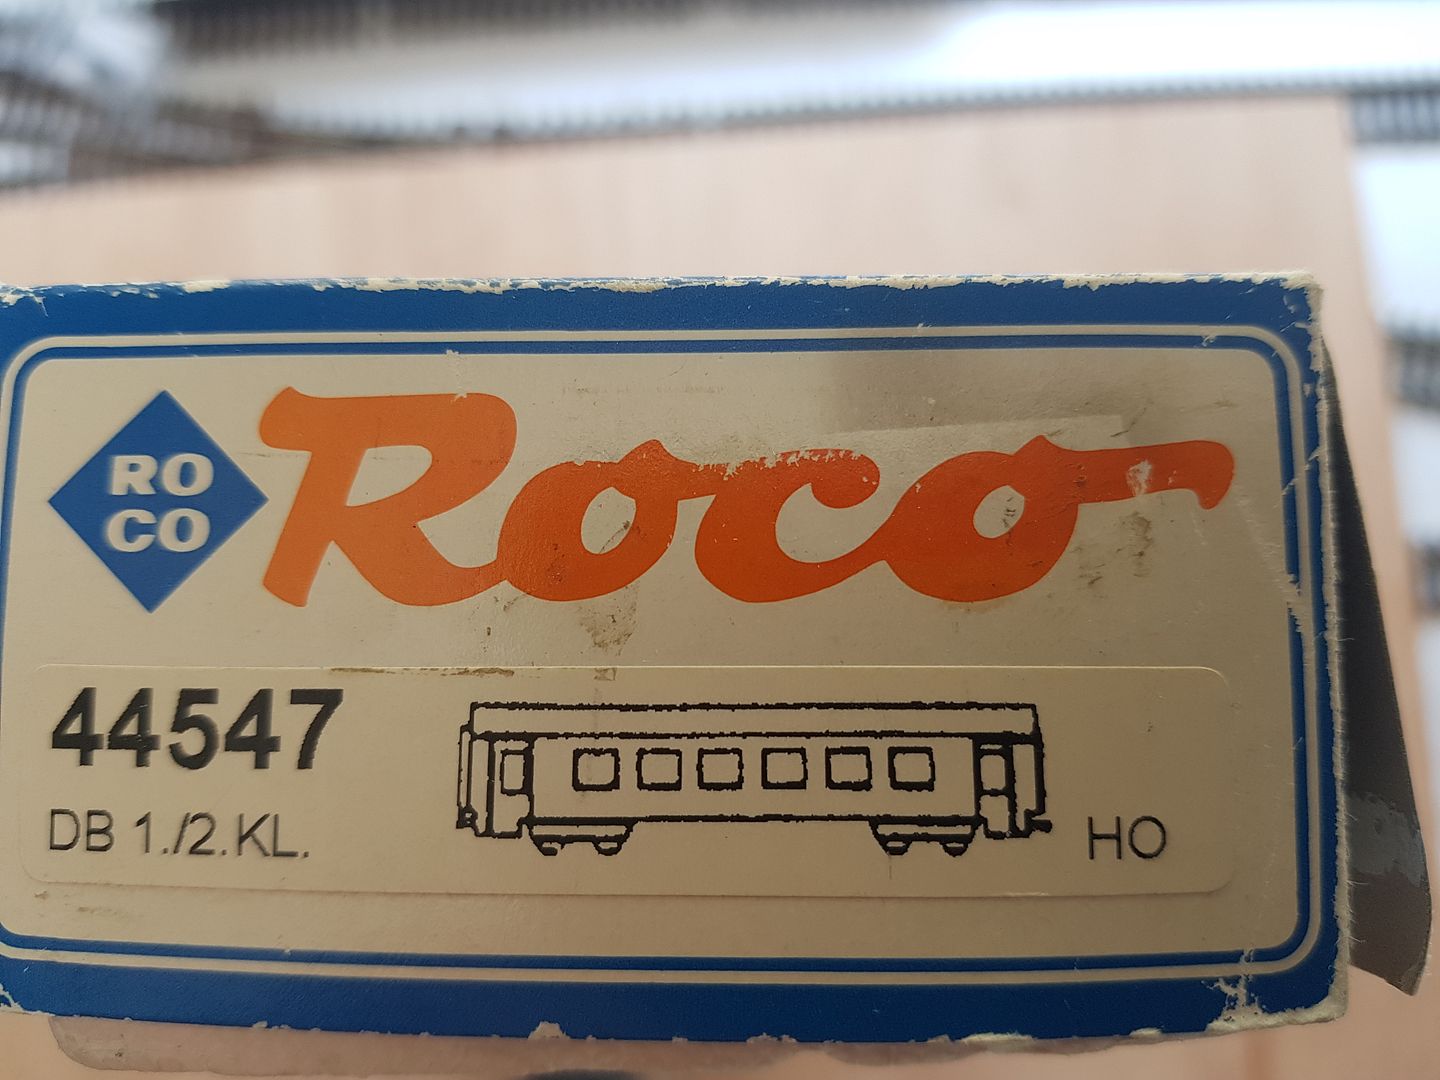 RO
CO
Roco
44547
DB 1./2.KL.
HO